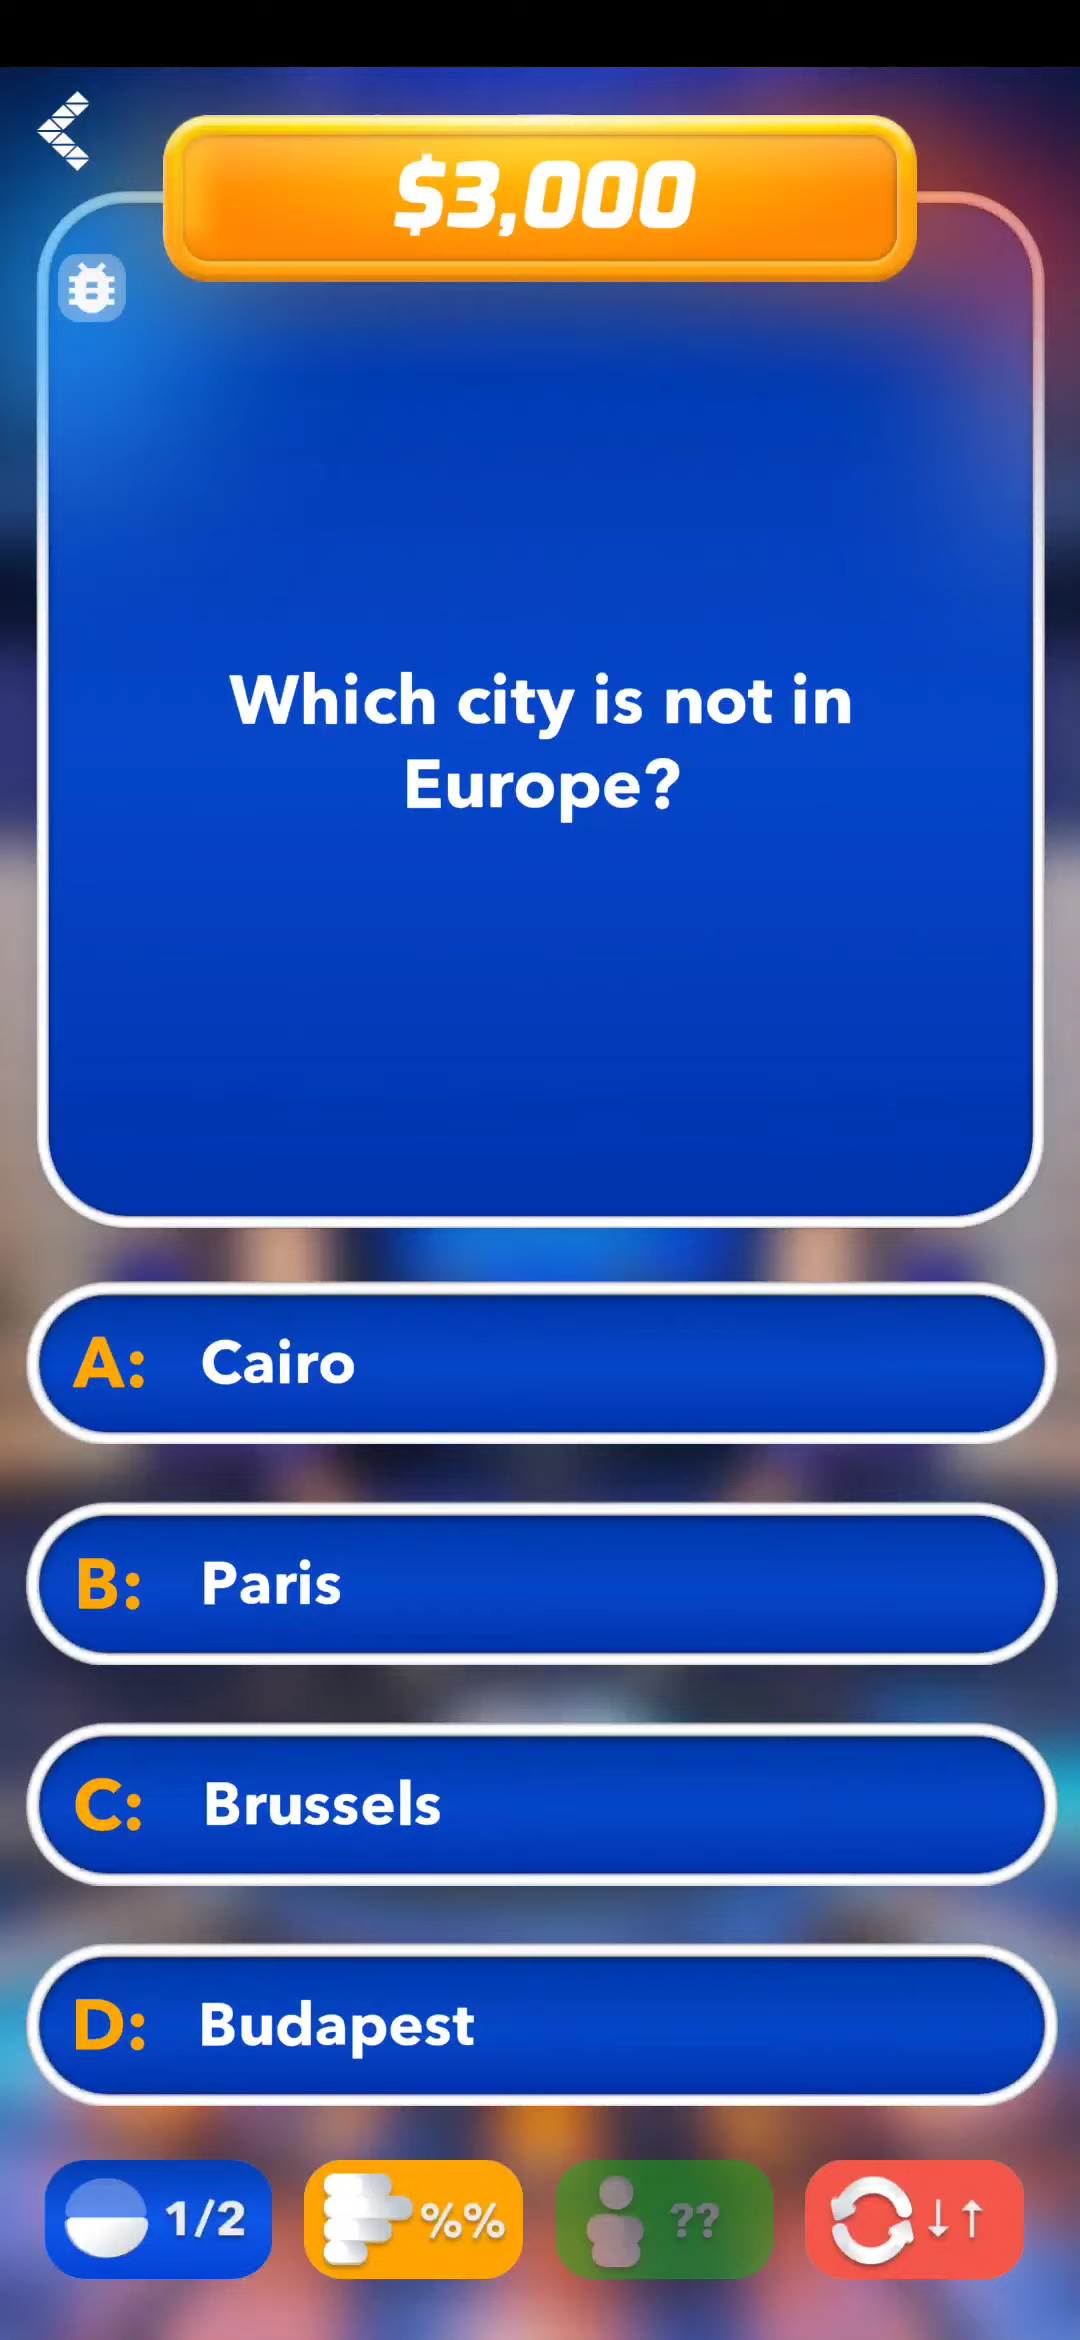 $3,000
Which city is not in
Europe?
A: Cairo
B: Paris
C: Brussels
D: Budapest
1/2 %% ?? ↓↑